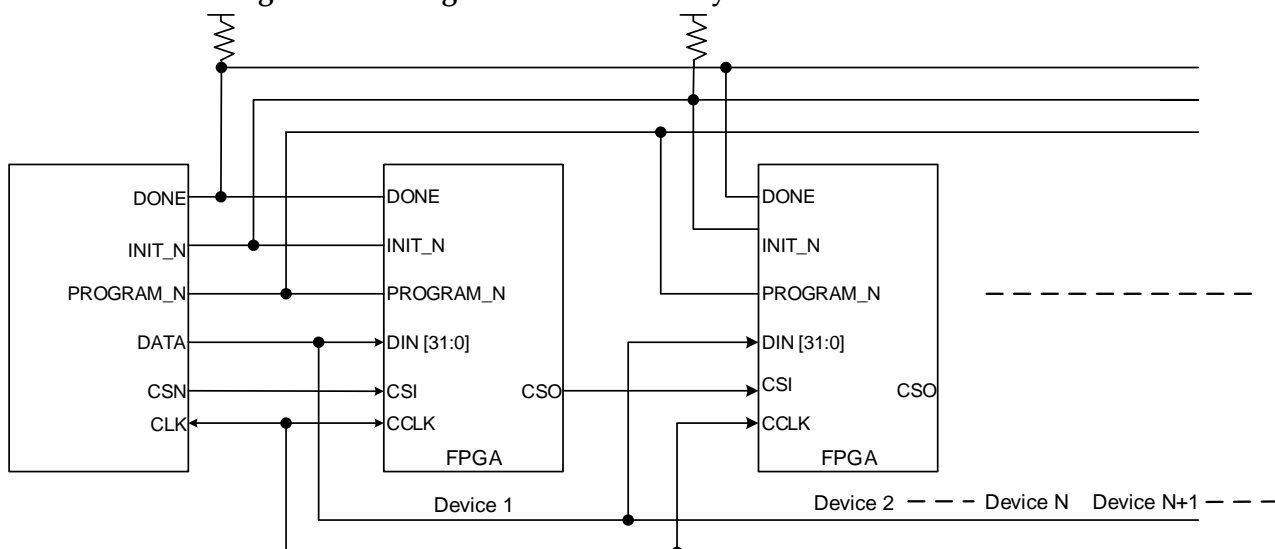 DONE
INIT_N
PROGRAM_N
DATA
CSN
CLK
DONE
INIT_N
PROGRAM_N
DIN [31:0]
CSI
CSO
CCLK
FPGA
Device 1
DONE
INIT_N
PROGRAM_N
DIN [31:0]
CSI
CSO
CCLK
FPGA
Device 2
Device N
Device N+1